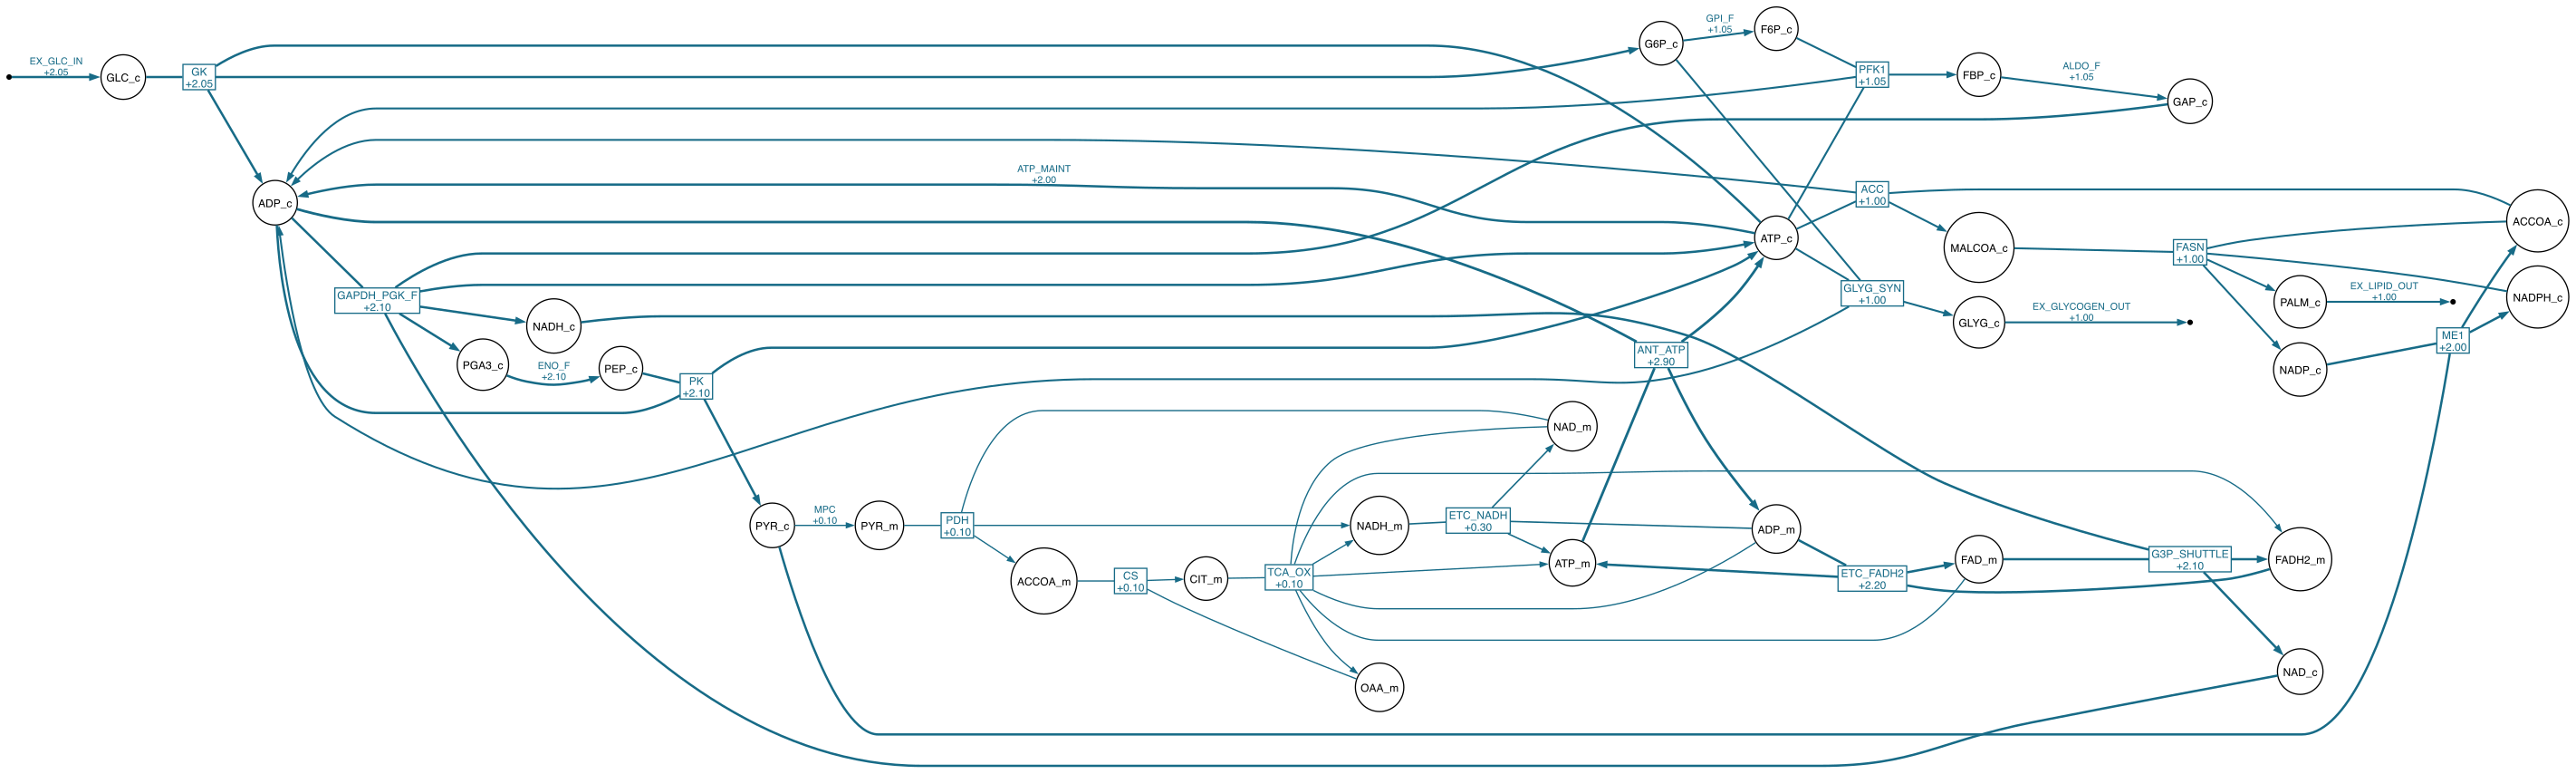 EX_GLC_IN
+2.05
GLC_c
GK
+2.05
G6P_c
GPI_F
+1.05
F6P_c
PFK1
+1.05
FBP_c
ALDO_F
+1.05
GAP_c
ADP_c
ATP_MAINT
+2.00
ATP_c
ACC
+1.00
MALCOA_c
FASN
+1.00
ACCOA_c
NADPH_c
PALM_c
EX_LIPID_OUT
+1.00
NADP_c
ME1
+2.00
GLYG_SYN
+1.00
GLYG_c
EX_GLYCOGEN_OUT
+1.00
GAPDH_PGK_F
+2.10
NADH_c
PGA3_c
ENO_F
+2.10
PEP_c
PK
+2.10
ANT_ATP
+2.90
NAD_m
PYR_c
MPC
+0.10
PYR_m
PDH
+0.10
NADH_m
ETC_NADH
+0.30
ADP_m
ACCOA_m
CS
+0.10
CIT_m
TCA_OX
+0.10
ATP_m
ETC_FADH2
+2.20
FAD_m
G3P_SHUTTLE
+2.10
FADH2_m
OAA_m
NAD_c